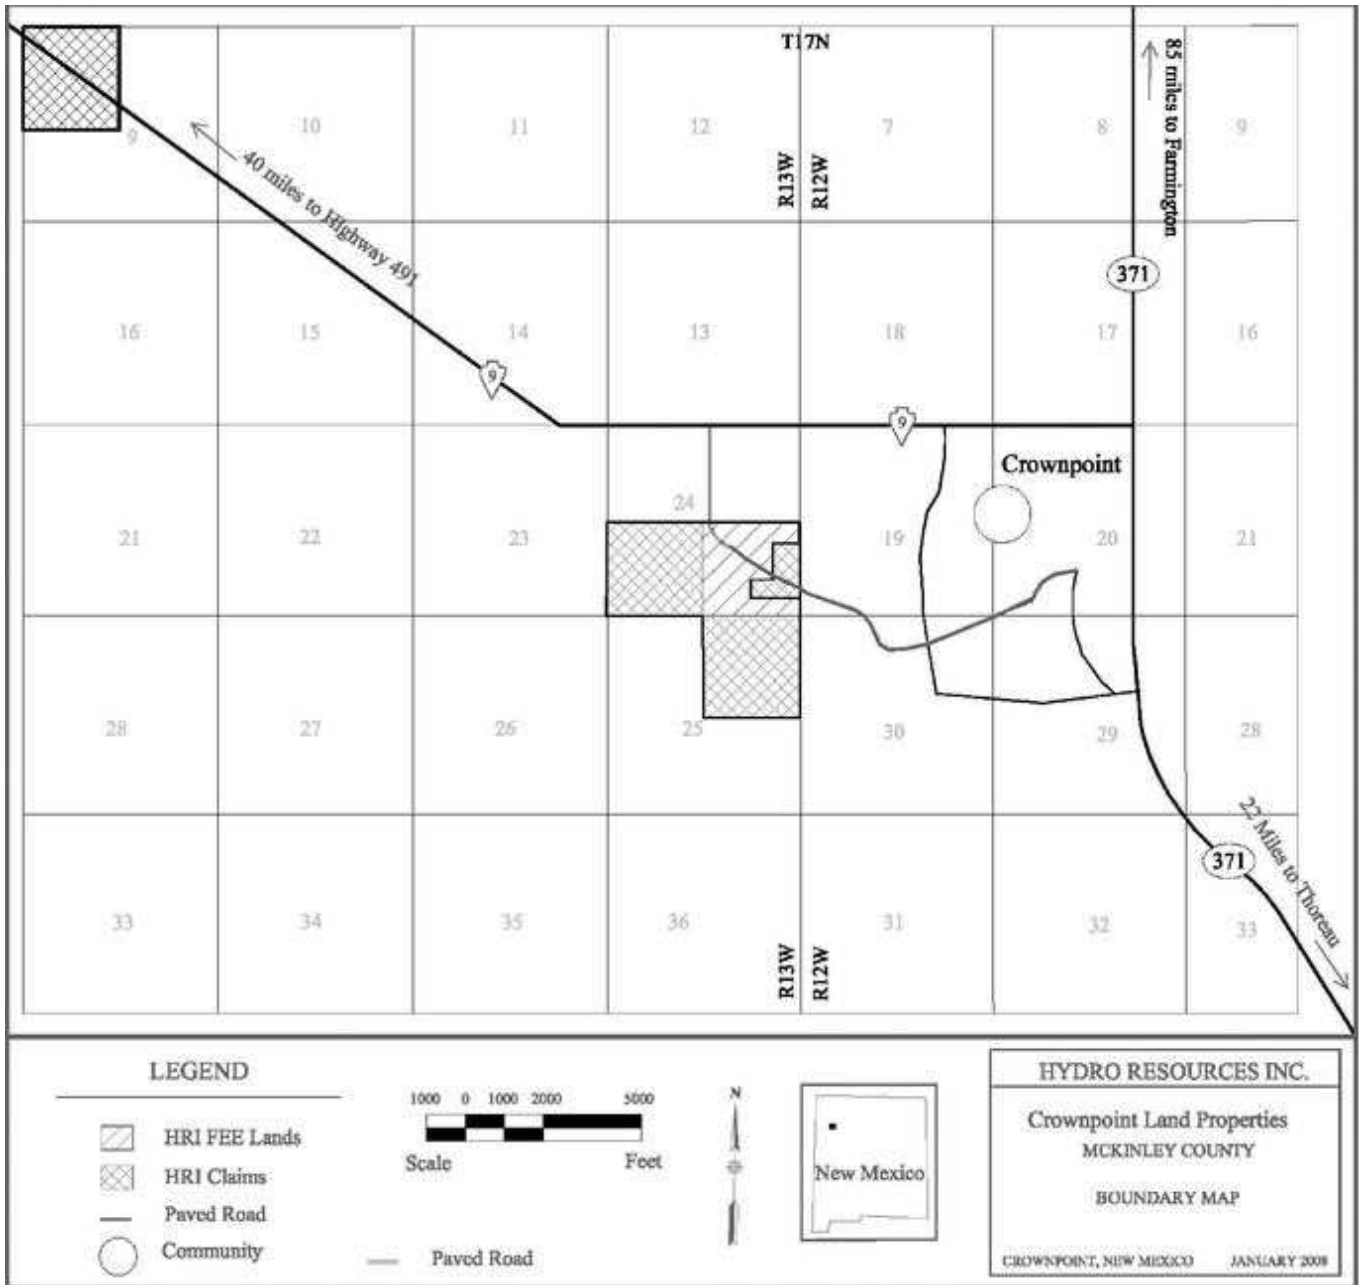 T17N
85 miles to Farmington
9
10
11
12
7
8
9
40 miles to Highway 491
R13W
R12W
371
16
15
14
13
18
17
16
9
9
Crownpoint
24
21
22
23
19
20
21
28
27
26
25
30
29
28
22 Miles to Thoreau
371
33
34
35
36
31
32
33
R13W
R12W
LEGEND
HRI FEE Lands
HRI Claims
Paved Road
Community
Paved Road
1000 0 1000 2000 5000
Scale Feet
N
New Mexico
HYDRO RESOURCES INC.
Crownpoint Land Properties
MCKINLEY COUNTY
BOUNDARY MAP
CROWNPOINT, NEW MEXICO JANUARY 2008